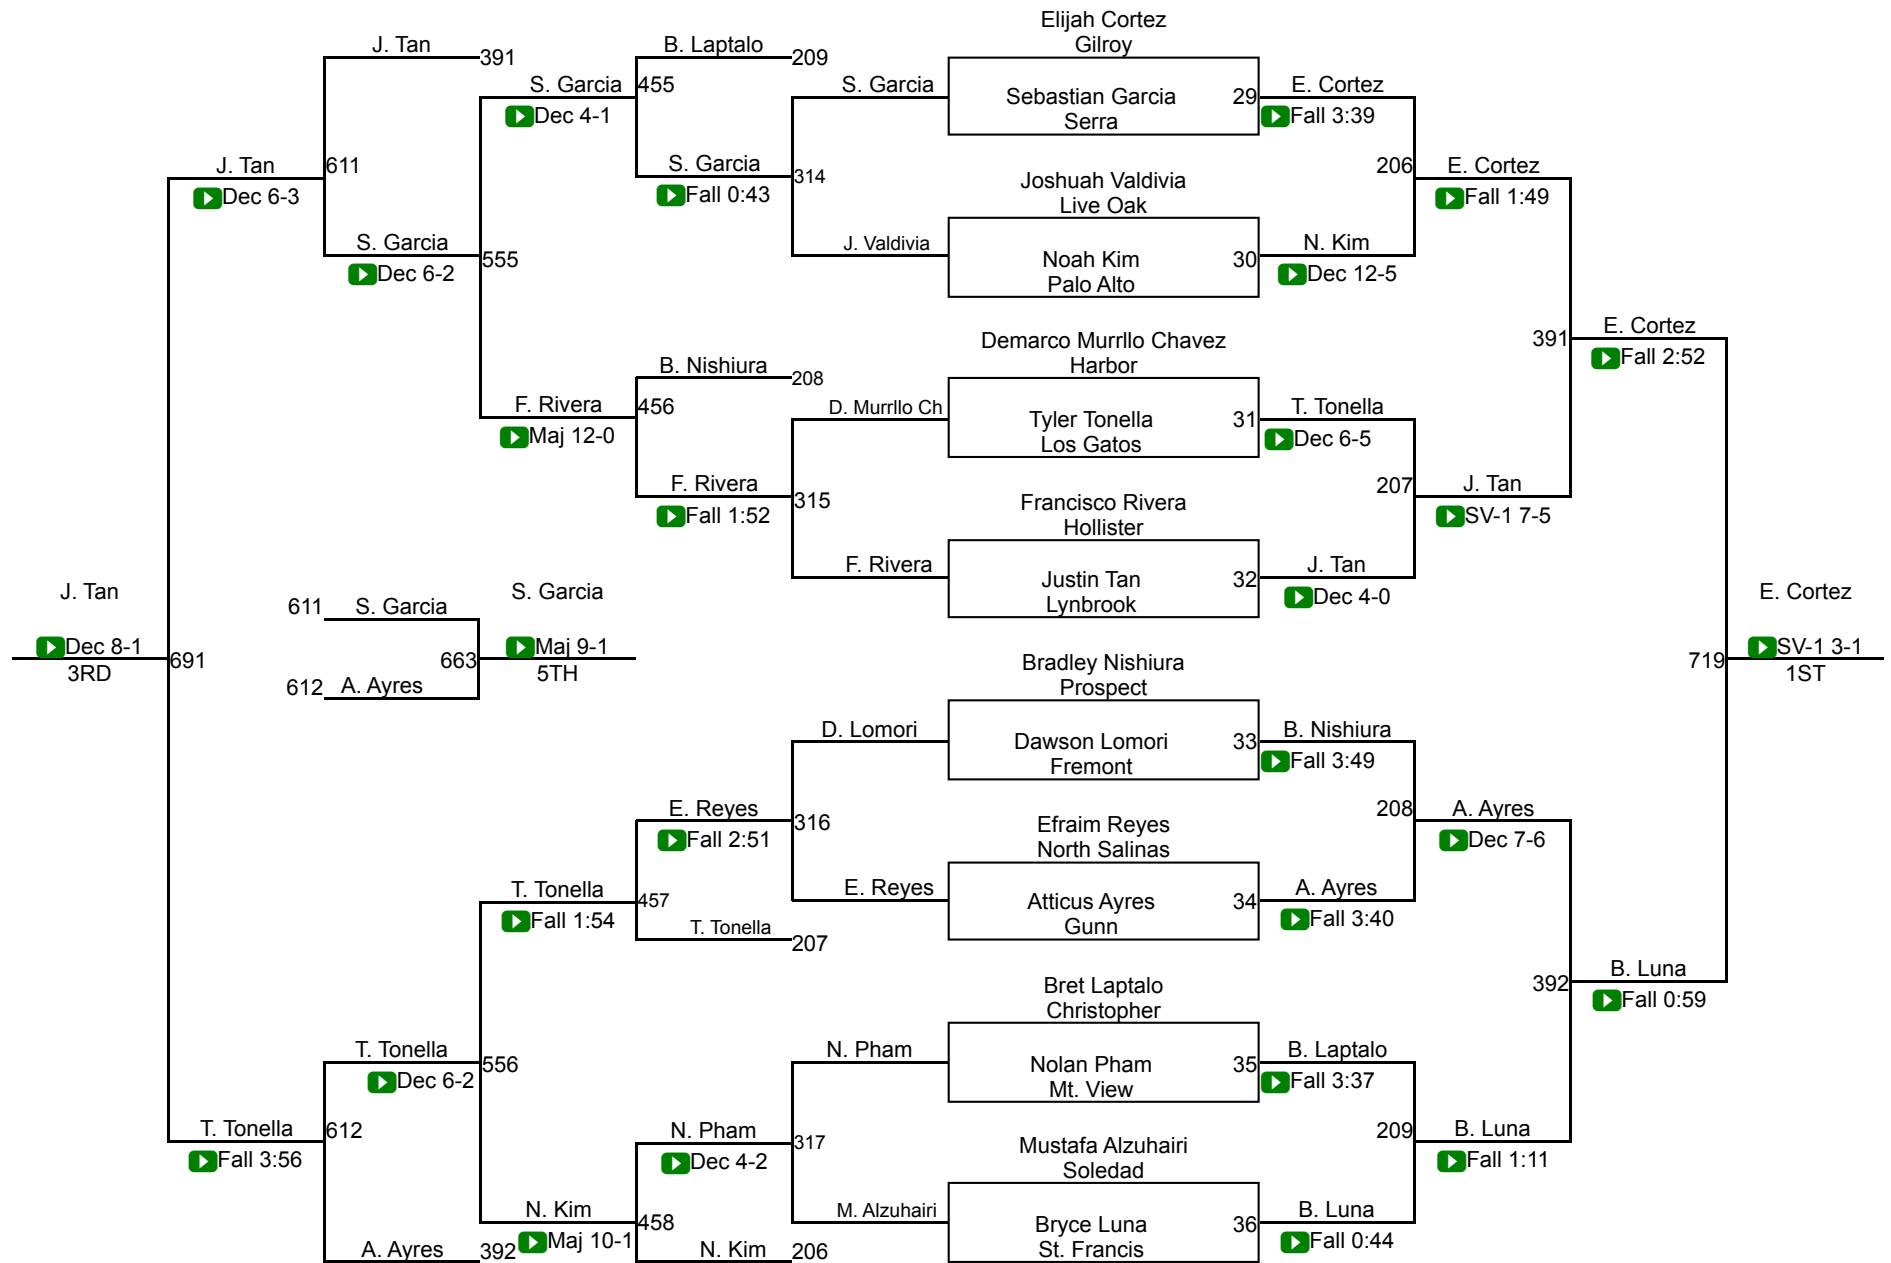 Elijah Cortez
J. Tan
B. Laptalo
Gilroy
391
209
S. Garcia
455
S. Garcia
E. Cortez
Sebastian Garcia
29
Dec 4-1
Fall 3:39
Serra
J. Tan
611
S. Garcia
206
E. Cortez
314
Joshuah Valdivia
Dec 6-3
Fall 0:43
Fall 1:49
Live Oak
S. Garcia
J. Valdivia
N. Kim
555
Noah Kim
30
Dec 6-2
Dec 12-5
Palo Alto
E. Cortez
391
Demarco Murrllo Chavez
Fall 2:52
B. Nishiura
Harbor
208
F. Rivera
456
D. Murrllo Ch
T. Tonella
Tyler Tonella
31
Maj 12-0
Dec 6-5
Los Gatos
F. Rivera
207
J. Tan
315
Francisco Rivera
Fall 1:52
SV-1 7-5
Hollister
F. Rivera
J. Tan
Justin Tan
32
J. Tan
S. Garcia
Dec 4-0
E. Cortez
Lynbrook
611
S. Garcia
Dec 8-1
Maj 9-1
SV-1 3-1
691
663
Bradley Nishiura
719
3RD
5TH
1ST
612
A. Ayres
Prospect
D. Lomori
B. Nishiura
Dawson Lomori
33
Fall 3:49
Fremont
E. Reyes
208
A. Ayres
316
Efraim Reyes
Fall 2:51
Dec 7-6
North Salinas
T. Tonella
E. Reyes
A. Ayres
457
Atticus Ayres
34
Fall 1:54
Fall 3:40
T. Tonella
Gunn
207
B. Luna
392
Bret Laptalo
Fall 0:59
Christopher
T. Tonella
N. Pham
B. Laptalo
556
Nolan Pham
35
Dec 6-2
Fall 3:37
Mt. View
T. Tonella
612
N. Pham
209
B. Luna
317
Mustafa Alzuhairi
Fall 3:56
Dec 4-2
Fall 1:11
Soledad
N. Kim
M. Alzuhairi
B. Luna
458
Bryce Luna
36
Maj 10-1
Fall 0:44
A. Ayres
392
N. Kim
206
St. Francis